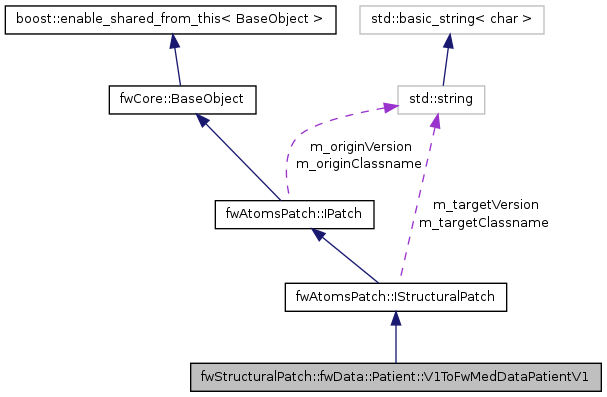 boost::enable_shared_from_this< BaseObject >
std::basic_string< char >
fwCore::BaseObject
std::string
m_originVersion
m_originClassname
m_targetVersion
m_targetClassname
fwAtomsPatch::IPatch
fwAtomsPatch::IStructuralPatch
fwStructuralPatch::fwData::Patient::V1ToFwMedDataPatientV1